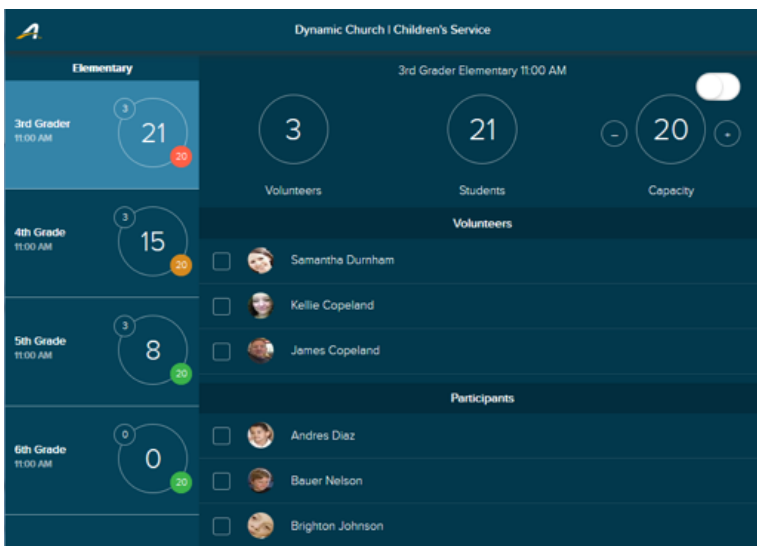 Dynamic Church | Children's Service
Elementary
3rd Grader
11:00 AM
3
21
20
4th Grade
11:00 AM
3
15
20
5th Grade
11:00 AM
3
8
20
6th Grade
11:00 AM
0
0
20
3rd Grader Elementary 11:00 AM
3
21
- 20 +
Volunteers
Students
Capacity
Volunteers
Samantha Durnham
Kellie Copeland
James Copeland
Participants
Andres Diaz
Bauer Nelson
Brighton Johnson